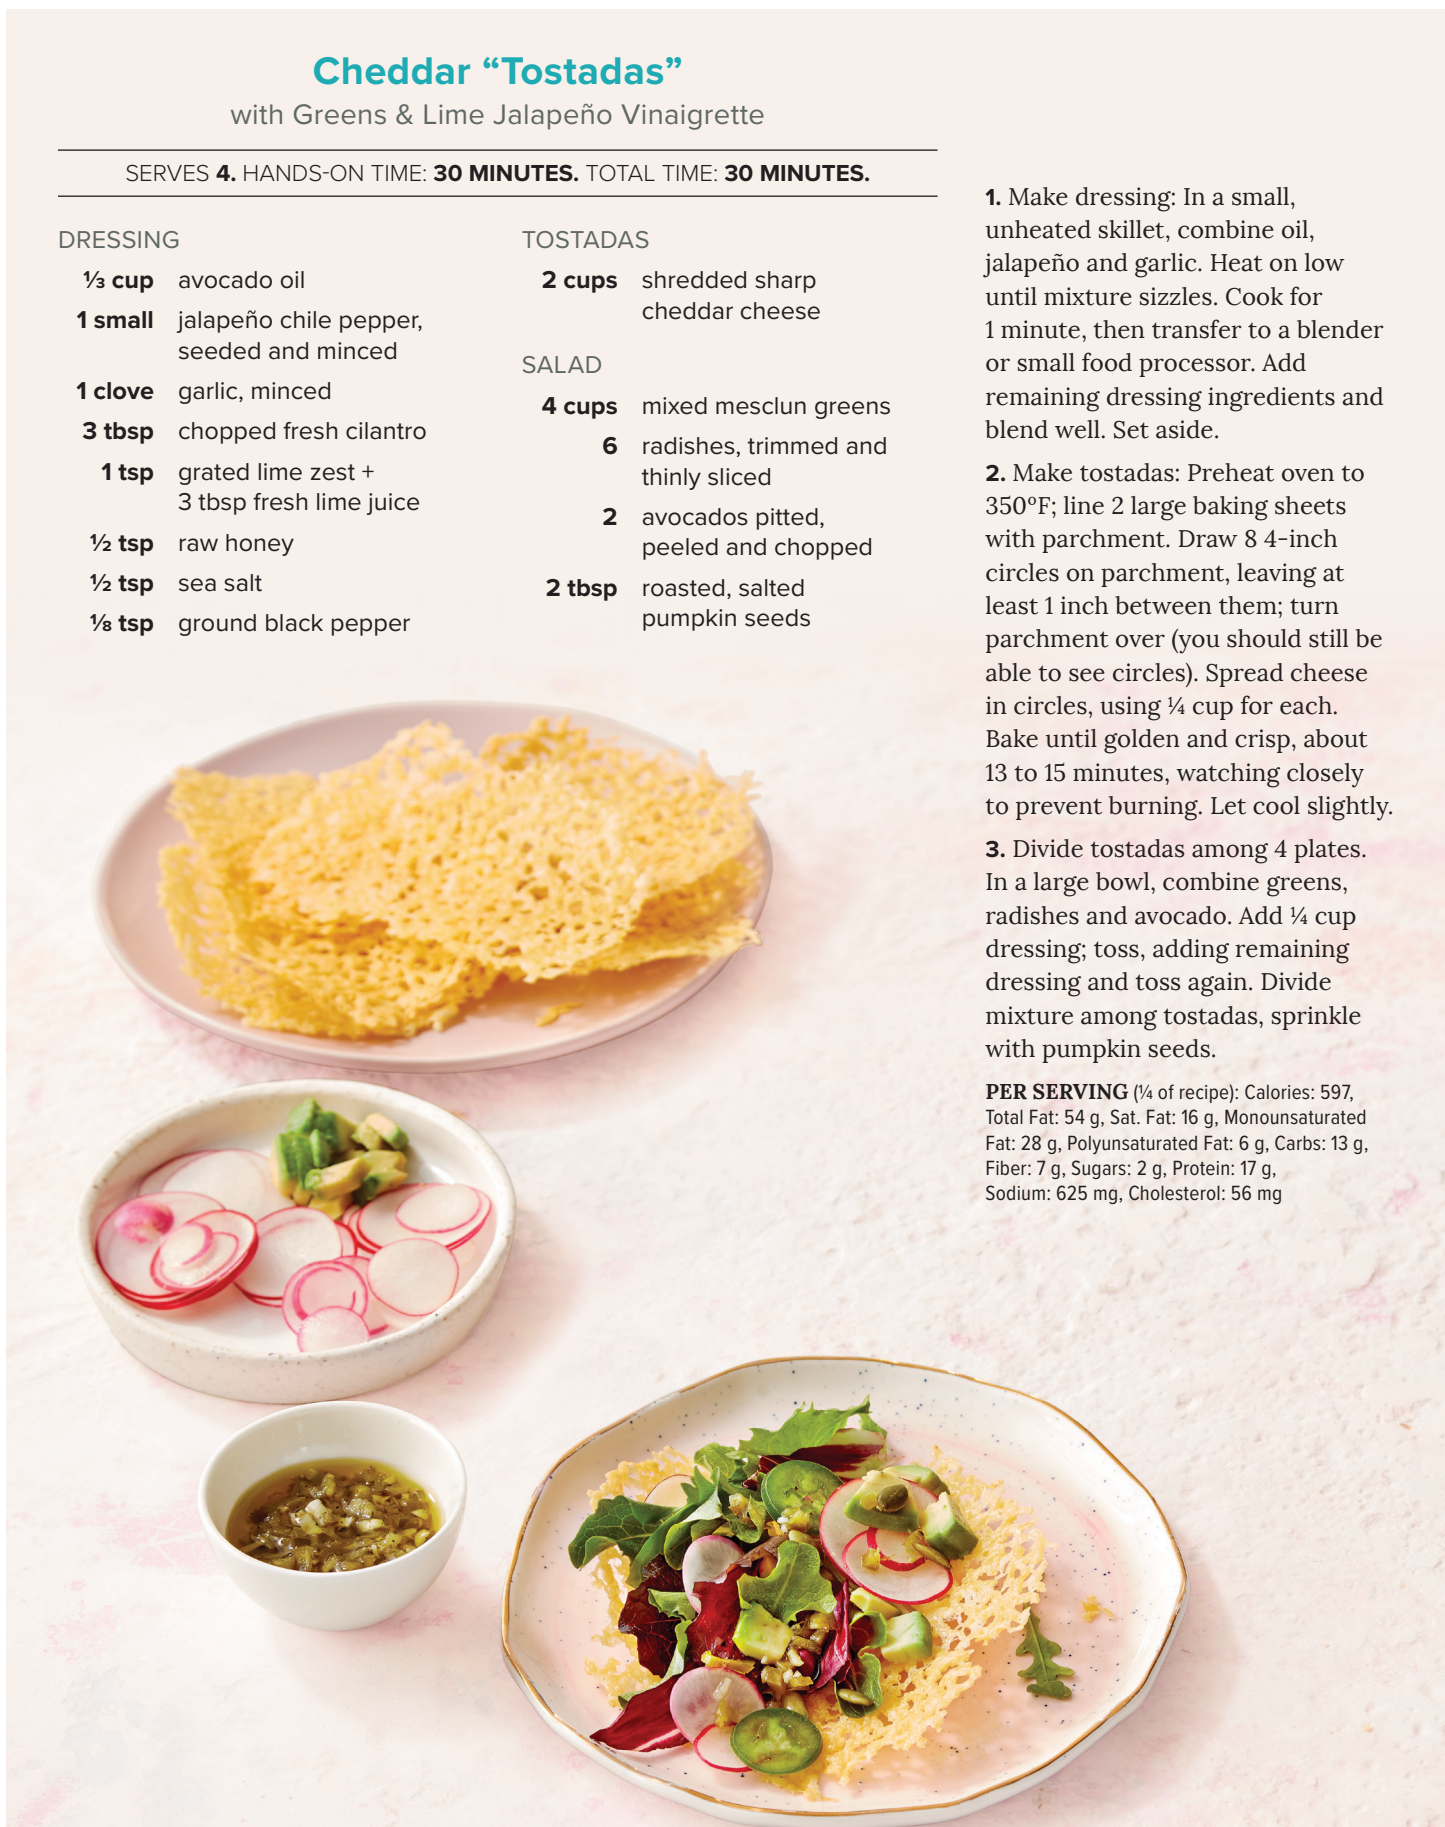 Cheddar “Tostadas”
with Greens & Lime Jalapeño Vinaigrette
SERVES 4. HANDS-ON TIME: 30 MINUTES. TOTAL TIME: 30 MINUTES.
DRESSING
⅓ cup avocado oil
1 small jalapeño chile pepper,
seeded and minced
1 clove garlic, minced
3 tbsp chopped fresh cilantro
1 tsp grated lime zest +
3 tbsp fresh lime juice
½ tsp raw honey
½ tsp sea salt
⅛ tsp ground black pepper
TOSTADAS
2 cups shredded sharp
cheddar cheese
SALAD
4 cups mixed mesclun greens
6 radishes, trimmed and
thinly sliced
2 avocados pitted,
peeled and chopped
2 tbsp roasted, salted
pumpkin seeds
1. Make dressing: In a small,
unheated skillet, combine oil,
jalapeño and garlic. Heat on low
until mixture sizzles. Cook for
1 minute, then transfer to a blender
or small food processor. Add
remaining dressing ingredients and
blend well. Set aside.
2. Make tostadas: Preheat oven to
350ºF; line 2 large baking sheets
with parchment. Draw 8 4-inch
circles on parchment, leaving at
least 1 inch between them; turn
parchment over (you should still be
able to see circles). Spread cheese
in circles, using ¼ cup for each.
Bake until golden and crisp, about
13 to 15 minutes, watching closely
to prevent burning. Let cool slightly.
3. Divide tostadas among 4 plates.
In a large bowl, combine greens,
radishes and avocado. Add ¼ cup
dressing; toss, adding remaining
dressing and toss again. Divide
mixture among tostadas, sprinkle
with pumpkin seeds.
PER SERVING (¼ of recipe): Calories: 597,
Total Fat: 54 g, Sat. Fat: 16 g, Monounsaturated
Fat: 28 g, Polyunsaturated Fat: 6 g, Carbs: 13 g,
Fiber: 7 g, Sugars: 2 g, Protein: 17 g,
Sodium: 625 mg, Cholesterol: 56 mg